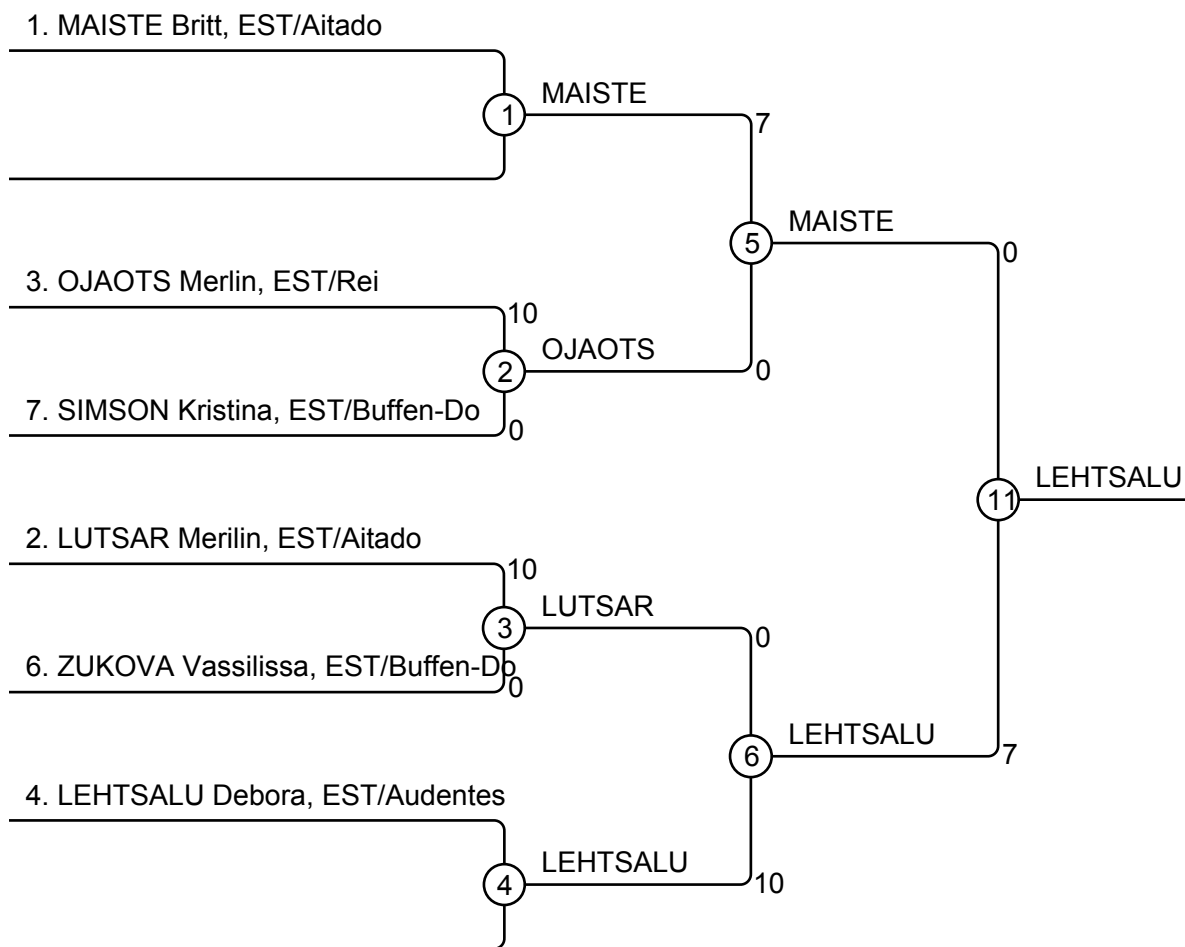 1. MAISTE Britt, EST/Aitado
1
MAISTE
7
5
MAISTE
0
3. OJAOTS Merlin, EST/Rei
10
2
OJAOTS
0
7. SIMSON Kristina, EST/Buffen-Do
0
11
LEHTSALU
2. LUTSAR Merilin, EST/Aitado
10
3
LUTSAR
0
6. ZUKOVA Vassilissa, EST/Buffen-Do
0
6
LEHTSALU
7
4. LEHTSALU Debora, EST/Audentes
4
LEHTSALU
10